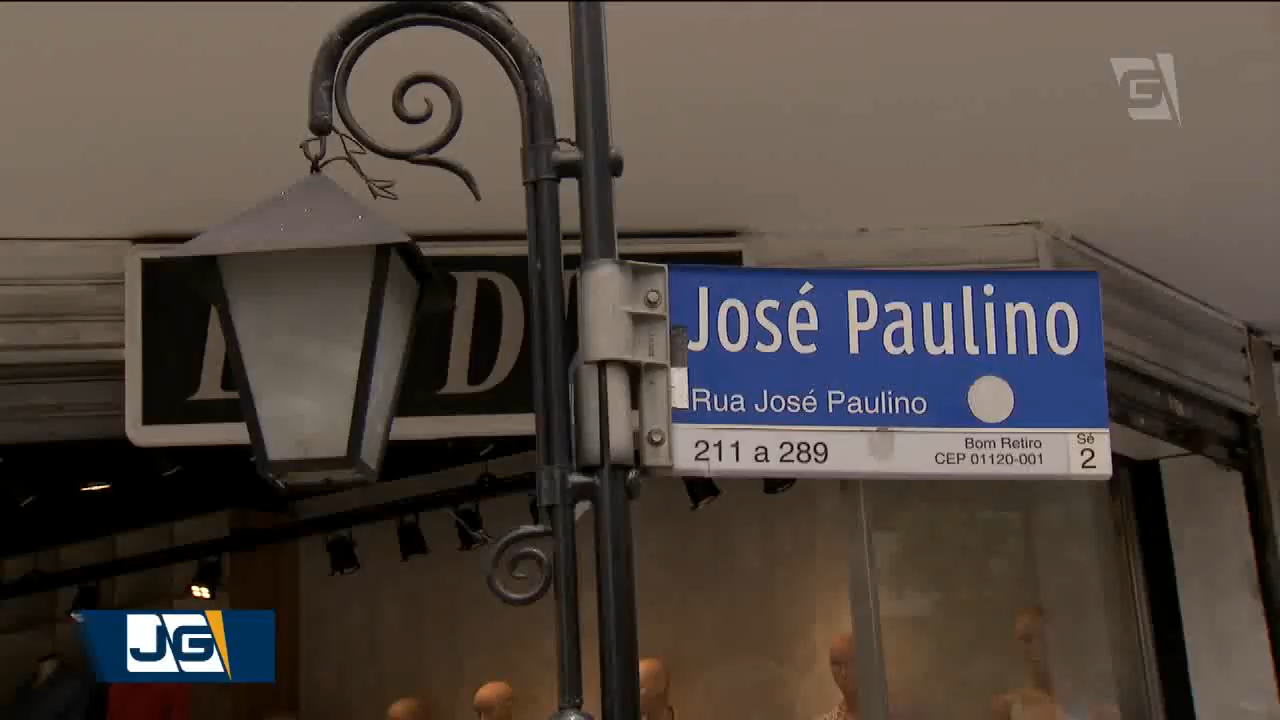 G
D
José Paulino
Rua José Paulino
211 a 289
Bom Retiro
CEP 01120-001
Sé
2
JG